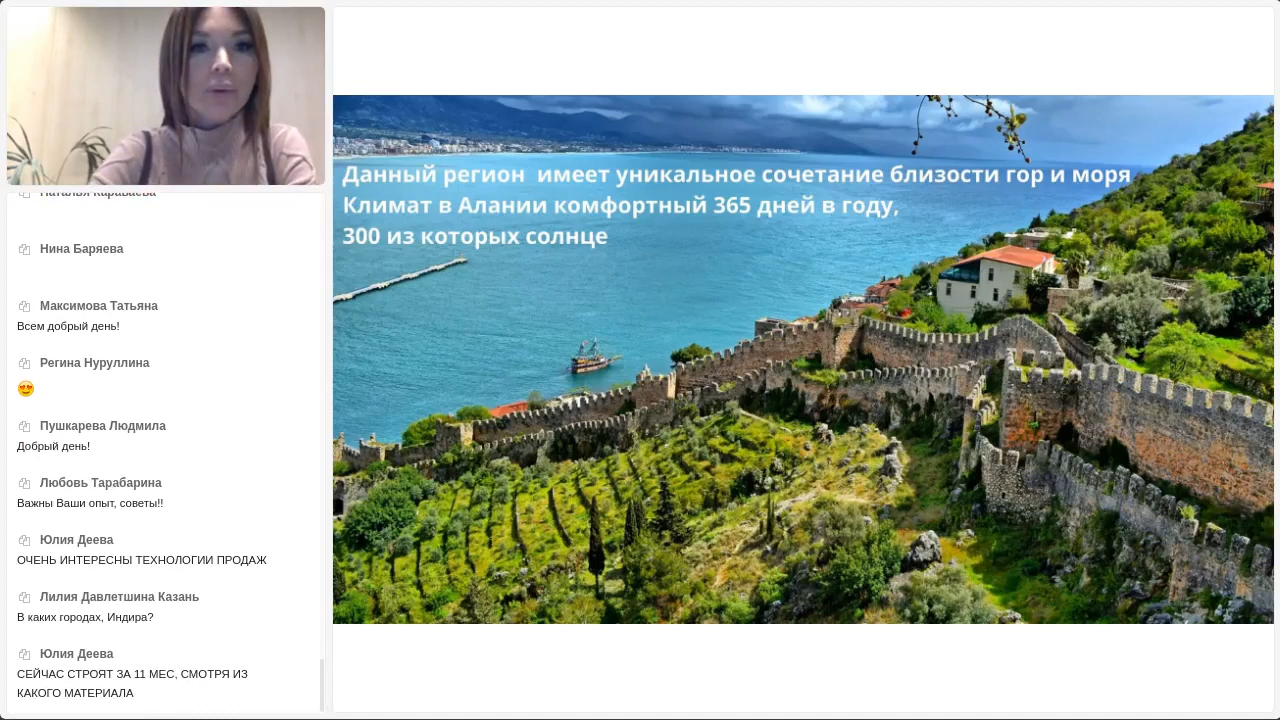 Наталья Караваева
Нина Баряева
Максимова Татьяна
Всем добрый день!
Регина Нуруллина
Пушкарева Людмила
Добрый день!
Любовь Тарабарина
Важны Ваши опыт, советы!!
Юлия Деева
ОЧЕНЬ ИНТЕРЕСНЫ ТЕХНОЛОГИИ ПРОДАЖ
Лилия Давлетшина Казань
В каких городах, Индира?
Юлия Деева
СЕЙЧАС СТРОЯТ ЗА 11 МЕС, СМОТРЯ ИЗ
КАКОГО МАТЕРИАЛА
Данный регион имеет уникальное сочетание близости гор и моря
Климат в Алании комфортный 365 дней в году,
300 из которых солнце